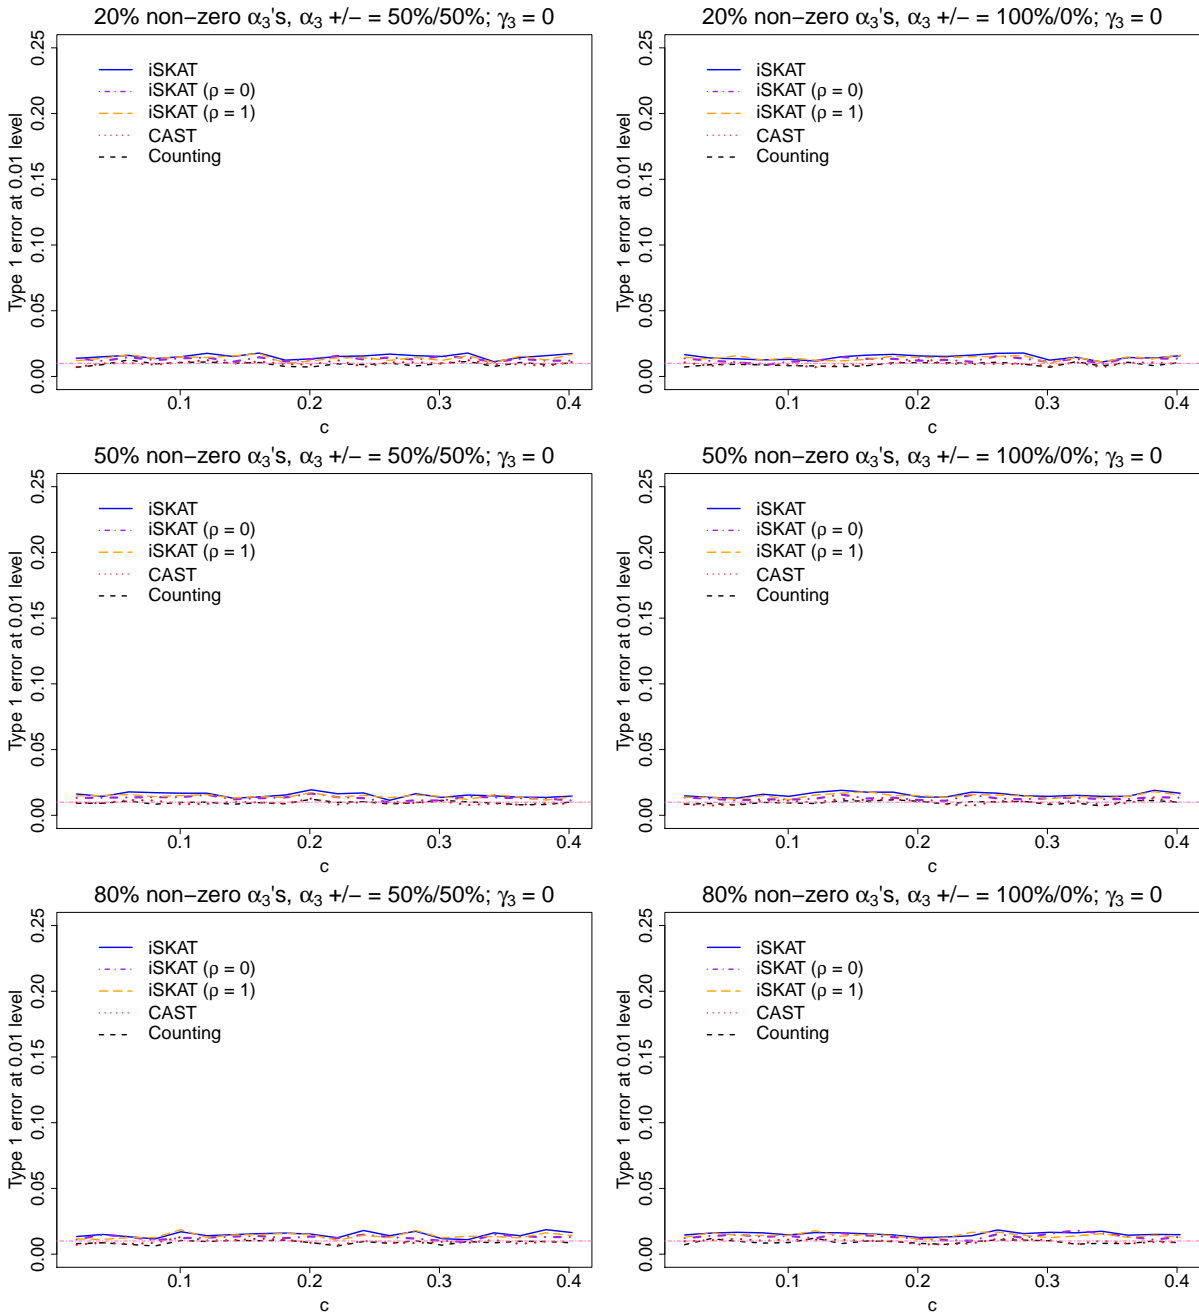 20% non−zero α₃'s, α₃ +/− = 50%/50%; γ₃ = 0
Type 1 error at 0.01 level
0.25
0.20
0.15
0.10
0.05
0.00
iSKAT
iSKAT (ρ = 0)
iSKAT (ρ = 1)
CAST
Counting
0.1 0.2 0.3 0.4
c
20% non−zero α₃'s, α₃ +/− = 100%/0%; γ₃ = 0
Type 1 error at 0.01 level
0.25
0.20
0.15
0.10
0.05
0.00
iSKAT
iSKAT (ρ = 0)
iSKAT (ρ = 1)
CAST
Counting
0.1 0.2 0.3 0.4
c
50% non−zero α₃'s, α₃ +/− = 50%/50%; γ₃ = 0
Type 1 error at 0.01 level
0.25
0.20
0.15
0.10
0.05
0.00
iSKAT
iSKAT (ρ = 0)
iSKAT (ρ = 1)
CAST
Counting
0.1 0.2 0.3 0.4
c
50% non−zero α₃'s, α₃ +/− = 100%/0%; γ₃ = 0
Type 1 error at 0.01 level
0.25
0.20
0.15
0.10
0.05
0.00
iSKAT
iSKAT (ρ = 0)
iSKAT (ρ = 1)
CAST
Counting
0.1 0.2 0.3 0.4
c
80% non−zero α₃'s, α₃ +/− = 50%/50%; γ₃ = 0
Type 1 error at 0.01 level
0.25
0.20
0.15
0.10
0.05
0.00
iSKAT
iSKAT (ρ = 0)
iSKAT (ρ = 1)
CAST
Counting
0.1 0.2 0.3 0.4
c
80% non−zero α₃'s, α₃ +/− = 100%/0%; γ₃ = 0
Type 1 error at 0.01 level
0.25
0.20
0.15
0.10
0.05
0.00
iSKAT
iSKAT (ρ = 0)
iSKAT (ρ = 1)
CAST
Counting
0.1 0.2 0.3 0.4
c